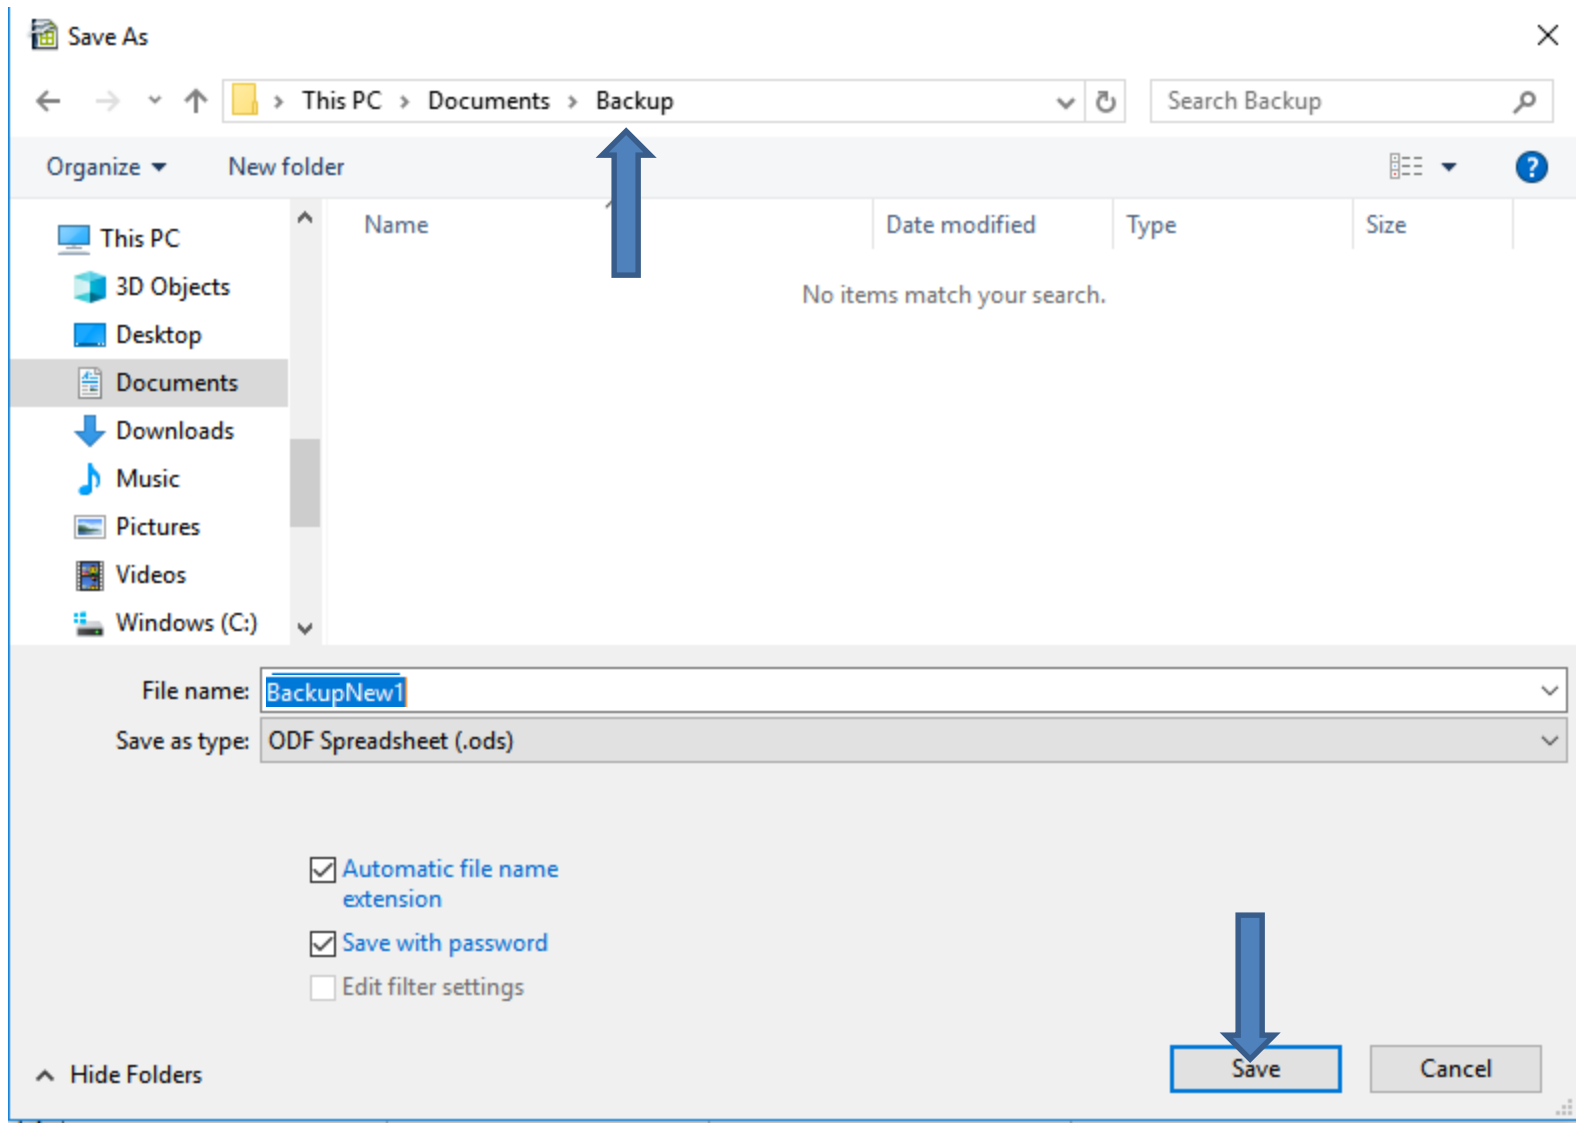 Save As
This PC > Documents > Backup
Search Backup
Organize
New folder
?
Name
Date modified
Type
Size
No items match your search.
This PC
3D Objects
Desktop
Documents
Downloads
Music
Pictures
Videos
Windows (C:)
File name: BackupNew1
Save as type: ODF Spreadsheet (.ods)
Automatic file name
extension
Save with password
Edit filter settings
Hide Folders
Save
Cancel